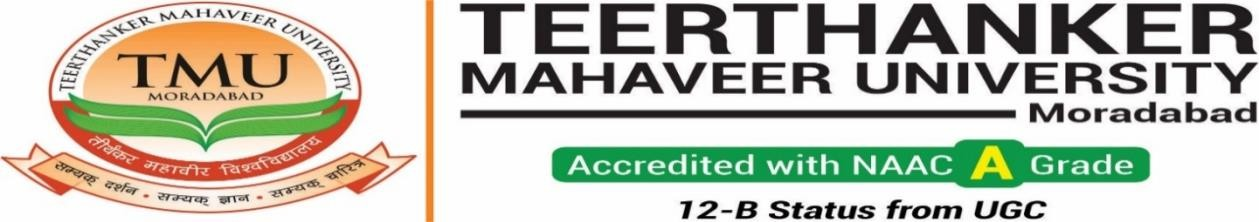 TEERTHANKER MAHAVEER UNIVERSITY
TMU
MORADABAD
तीर्थंकर महावीर विश्वविद्यालय
सम्यक् दर्शन • सम्यक् ज्ञान • सम्यक् चारित्र
TEERTHANKER
MAHAVEER UNIVERSITY
Moradabad
Accredited with NAAC A Grade
12-B Status from UGC